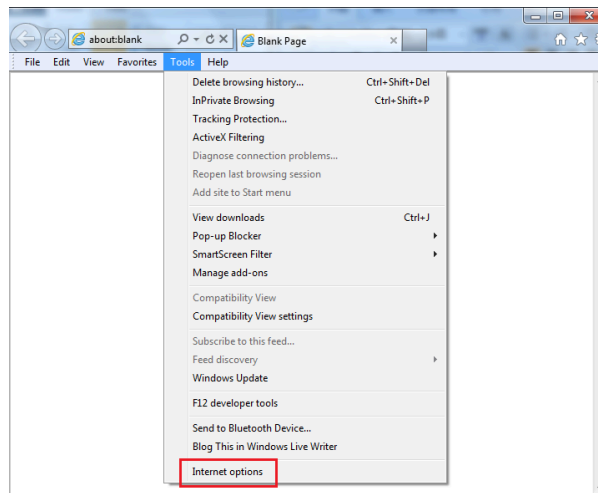 about:blank
Blank Page
File Edit View Favorites Tools Help
Delete browsing history... Ctrl+Shift+Del
InPrivate Browsing Ctrl+Shift+P
Tracking Protection...
ActiveX Filtering
Diagnose connection problems...
Reopen last browsing session
Add site to Start menu
View downloads Ctrl+J
Pop-up Blocker
SmartScreen Filter
Manage add-ons
Compatibility View
Compatibility View settings
Subscribe to this feed...
Feed discovery
Windows Update
F12 developer tools
Send to Bluetooth Device...
Blog This in Windows Live Writer
Internet options